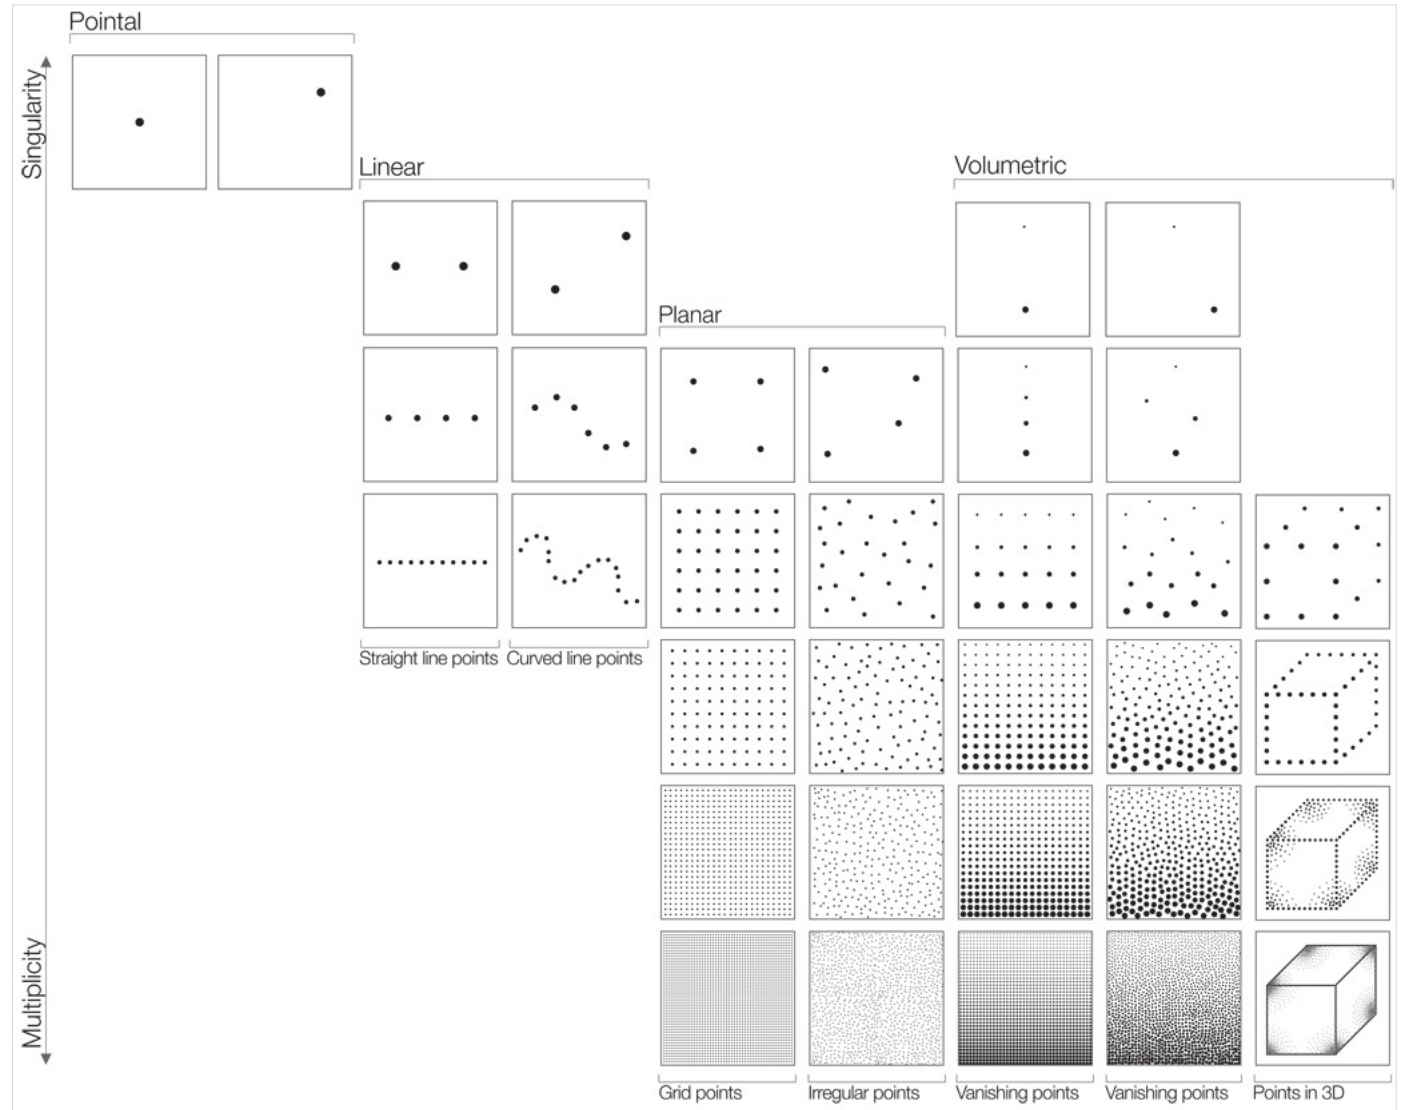 Pointal
Singularity
Linear
Volumetric
Planar
Straight line points
Curved line points
Multiplicity
Grid points
Irregular points
Vanishing points
Vanishing points
Points in 3D